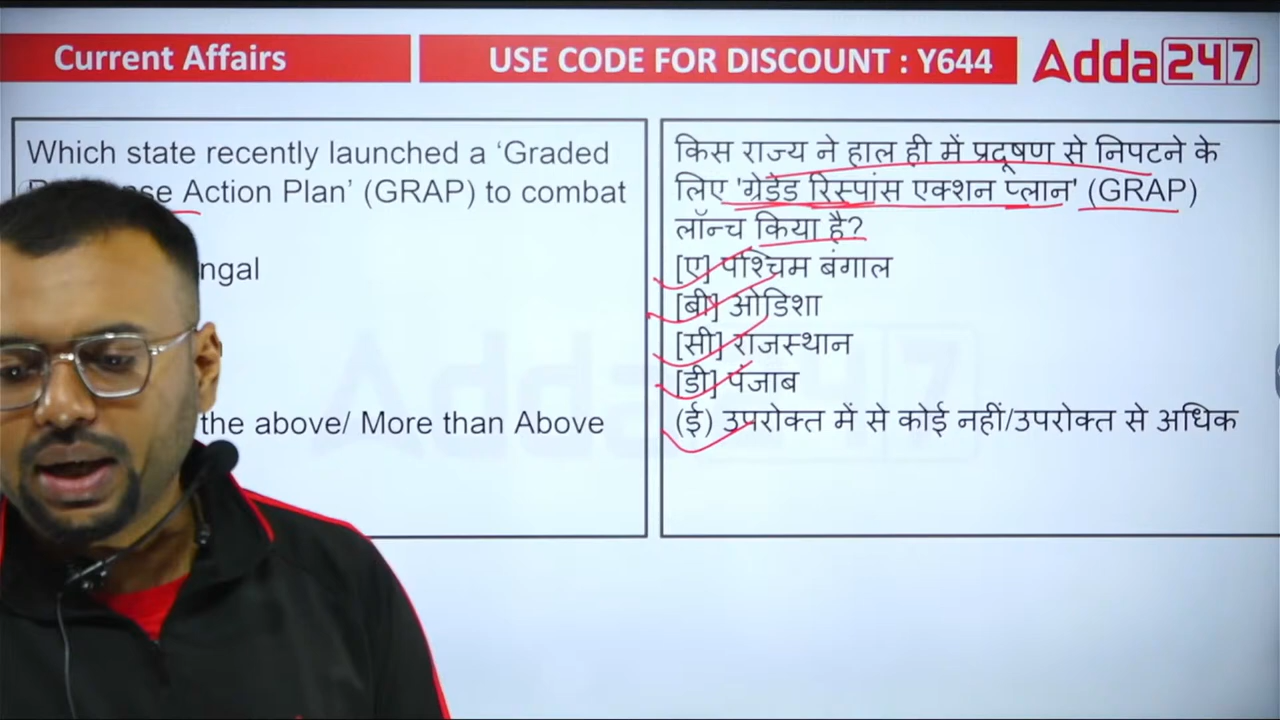 Current Affairs
USE CODE FOR DISCOUNT : Y644
Adda247
Which state recently launched a ‘Graded
Action Plan’ (GRAP) to combat
the above/ More than Above
किस राज्य ने हाल ही में प्रदूषण से निपटने के
लिए 'ग्रेडेड रिस्पांस एक्शन प्लान' (GRAP)
लॉन्च किया है?
[ए] पश्चिम बंगाल
[बी] ओडिशा
[सी] राजस्थान
[डी] पंजाब
(ई) उपरोक्त में से कोई नहीं/उपरोक्त से अधिक